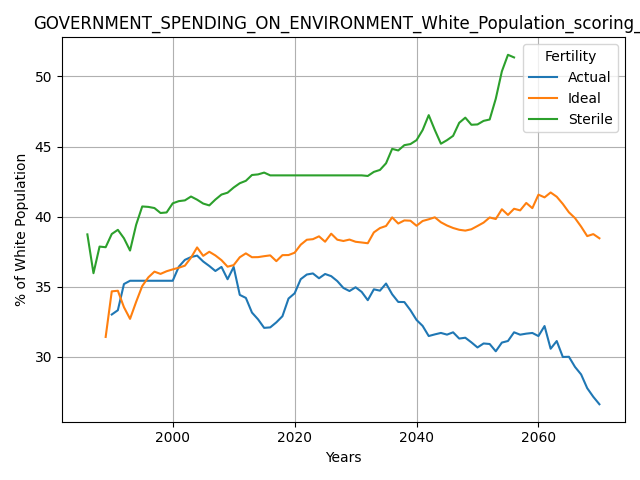 GOVERNMENT_SPENDING_ON_ENVIRONMENT_White_Population_scoring_
Fertility
Actual
Ideal
Sterile
% of White Population
50
45
40
35
30
2000
2020
2040
2060
Years